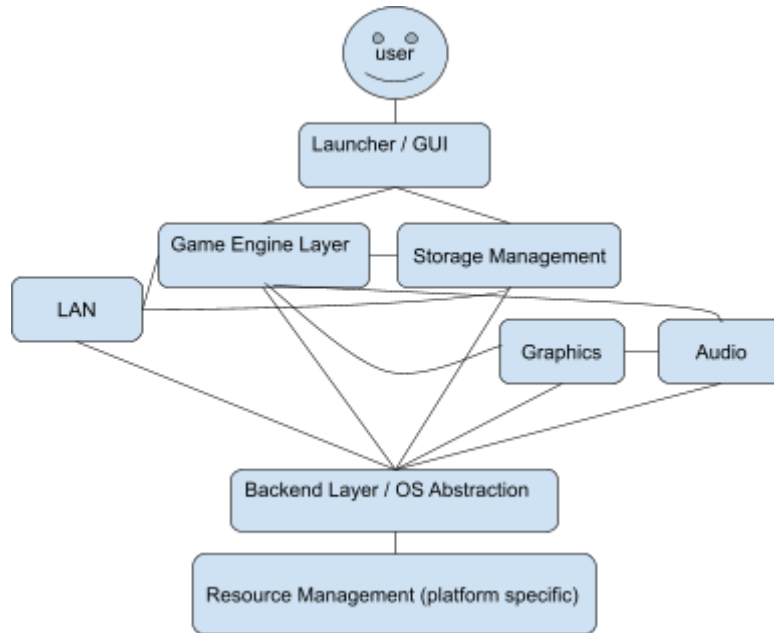 user
Launcher / GUI
Game Engine Layer
Storage Management
LAN
Graphics
Audio
Backend Layer / OS Abstraction
Resource Management (platform specific)